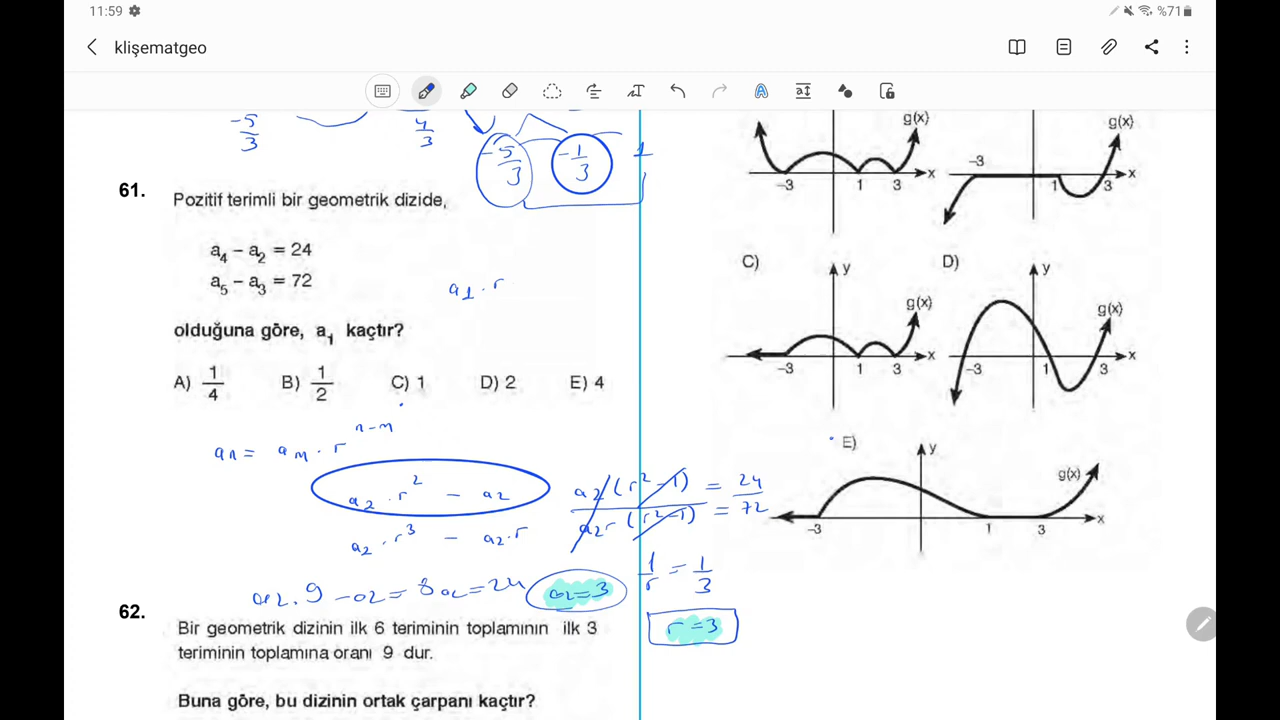 11:59 %71
klişematgeo
-5/3 4/3 -5/3 -1/3 1
61.
Pozitif terimli bir geometrik dizide,
a₄ – a₂ = 24
a₅ – a₃ = 72
a₁ · r
olduğuna göre, a₁ kaçtır?
A) 1/4 B) 1/2 C) 1 D) 2 E) 4
aₙ = aₘ · r^(n-m)
a₂ · r² – a₂
a₂ · r³ – a₂ · r
a₂(r²-1) = 24
a₂r(r²-1) = 72
a₂ . 9 – a₂ = 8a₂ = 24 a₂ = 3
1/r = 1/3
r = 3
62.
Bir geometrik dizinin ilk 6 teriminin toplamının ilk 3
teriminin toplamına oranı 9 dur.
Buna göre, bu dizinin ortak çarpanı kaçtır?
g(x) -3 1 3 x
g(x) -3 1 3 x
C) y g(x) -3 1 3 x
D) y g(x) -3 1 3 x
E) y g(x) -3 1 3 x